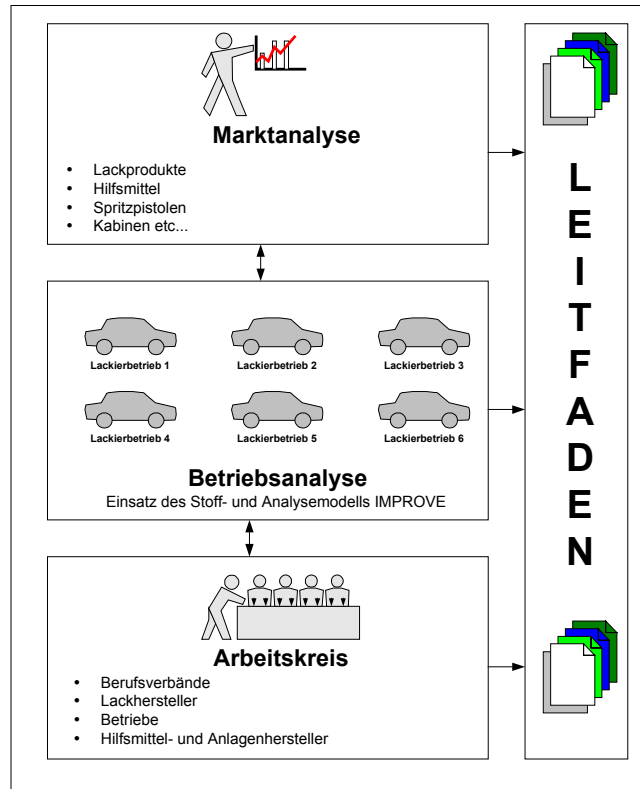 Marktanalyse
• Lackprodukte
• Hilfsmittel
• Spritzpistolen
• Kabinen etc...
Lackierbetrieb 1 Lackierbetrieb 2 Lackierbetrieb 3
Lackierbetrieb 4 Lackierbetrieb 5 Lackierbetrieb 6
Betriebsanalyse
Einsatz des Stoff- und Analysemodells IMPROVE
Arbeitskreis
• Berufsverbände
• Lackhersteller
• Betriebe
• Hilfsmittel- und Anlagenhersteller
LEITFADEN